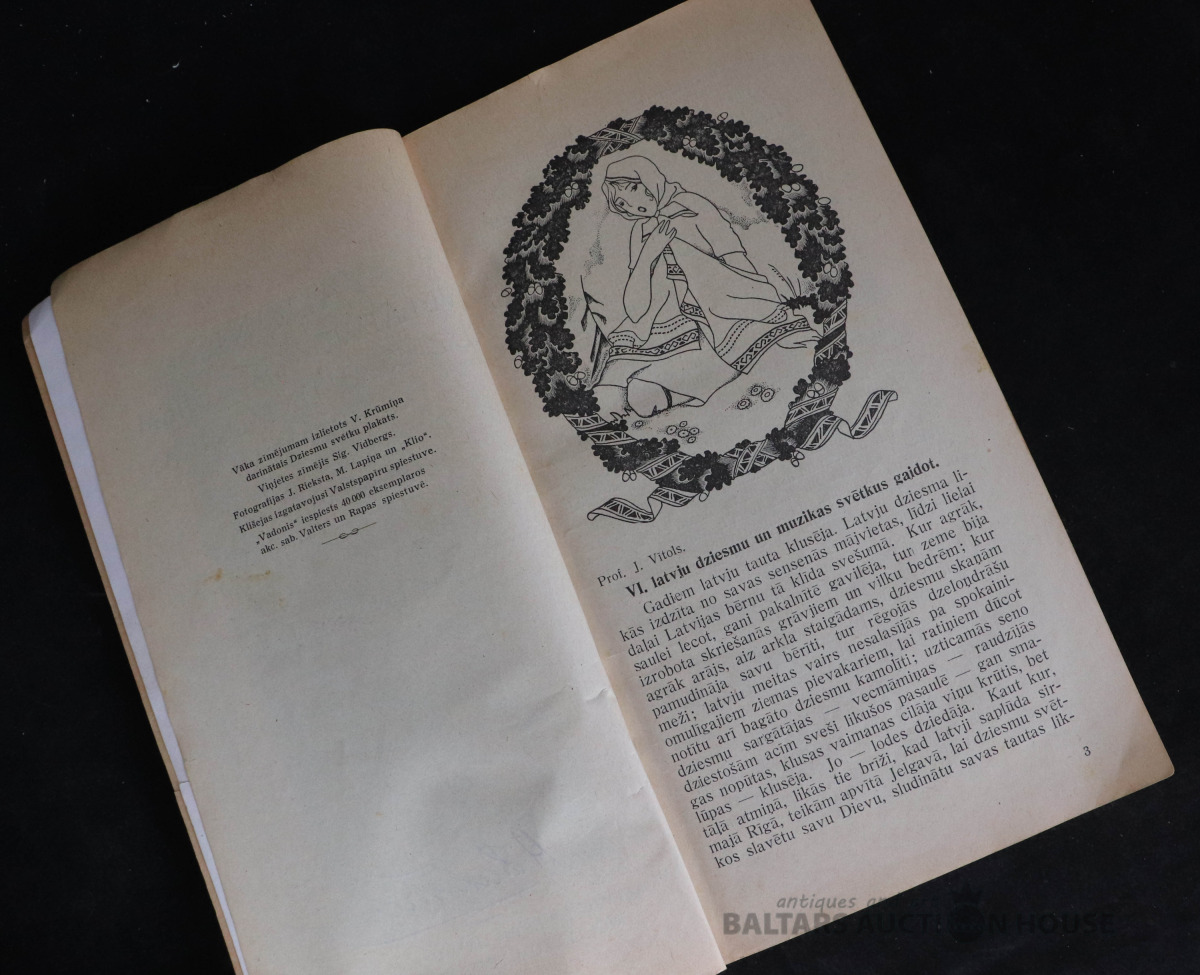 Vāka zīmējumam izlietots V. Krūmiņa
darinātais Dziesmu svētku plakats.
Viņjetes zīmējis Sig. Vidbergs.
Fotografijas J. Rieksta, M. Lapiņa un „Klio“.
Klišejas izgatavojusi Valstspapiru spiestuve.
„Vadonis“ iespiests 40000 eksemplaros
akc. sab. Valters un Rapas spiestuvē.
Prof. J. Vītols.
VI. latvju dziesmu un muzikas svētkus gaidot.
Gadiem latvju tauta klusēja. Latvju dziesma li-
kās izdzīta no savas sensenās mājvietas, līdzi lielai
daļai Latvijas bērnu tā klīda svešumā. Kur agrāk,
saulei lecot, gani pakalnītē gavilēja, tur zeme bija
izrobota skriešanās grāvjiem un vilku bedrēm; kur
agrāk arājs, aiz arkla staigādams, dziesmu skaņām
pamudināja savu bērīti, tur rēgojās dzeloņdrāšu
meži; latvju meitas vairs nesalasījās pa spokaini-
omulīgajiem ziemas pievakariem, lai ratiņiem dūcot
notītu arī bagāto dziesmu kamolīti; uzticamās seno
dziesmu sargātājas — vecmāmiņas — raudzījās
dziestošām acīm sveši likušos pasaulē — gan sma-
gas nopūtas, klusas vaimanas cilāja viņu krūtis, bet
lūpas — klusēja. Jo — lodes dziedāja. Kaut kur,
tāļā atmiņā, likās tie brīži, kad latvji saplūda sir-
majā Rīgā, teikām apvītā Jelgavā, lai dziesmu svēt-
kos slavētu savu Dievu, sludinātu savas tautas lik-
3
antiques
BALTARS AUCTION HOUSE